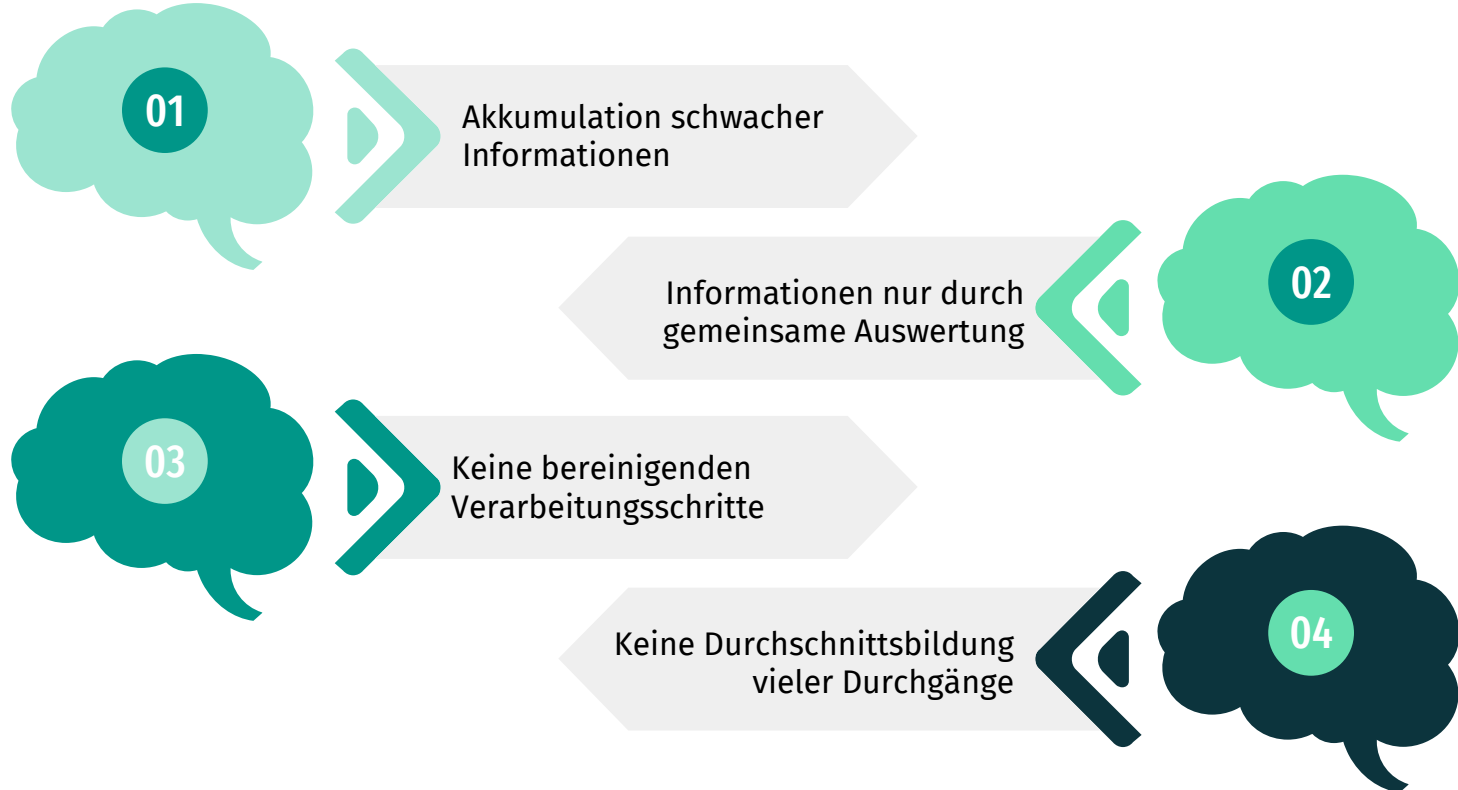 01
Akkumulation schwacher
Informationen
02
Informationen nur durch
gemeinsame Auswertung
03
Keine bereinigenden
Verarbeitungsschritte
04
Keine Durchschnittsbildung
vieler Durchgänge